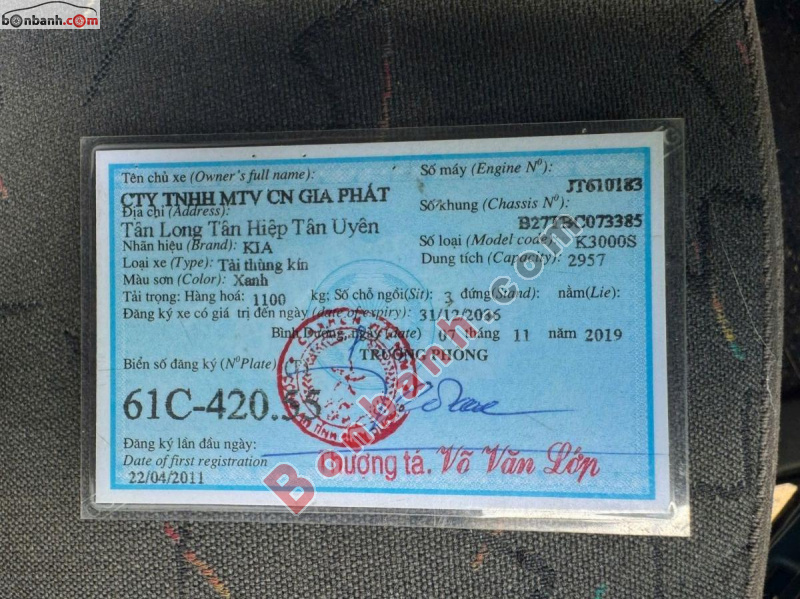 bonbanh.com
Tên chủ xe (Owner's full name):
CTY TNHH MTV CN GIA PHÁT
Địa chỉ (Address):
Tân Long Tân Hiệp Tân Uyên
Nhãn hiệu (Brand): KIA
Loại xe (Type): Tải thùng kín
Màu sơn (Color): Xanh
Số máy (Engine Nº):
JT610183
Số khung (Chassis Nº):
Số loại (Model code): K3000S
Dung tích (Capacity): 2957
Tải trọng: Hàng hoá: 1100 kg; Số chỗ ngồi(Sit): 3 đứng(Stand): nằm(Lie):
Đăng ký xe có giá trị đến ngày (date of expiry): 31/12/2036
Bình Dương, ngày (date) 07 tháng 11 năm 2019
TRƯỞNG PHÒNG
Biển số đăng ký (NºPlate)
61C-420.55
Đăng ký lần đầu ngày:
Date of first registration
22/04/2011
Thượng tá. Võ Văn Lớp
Bonbanh.com